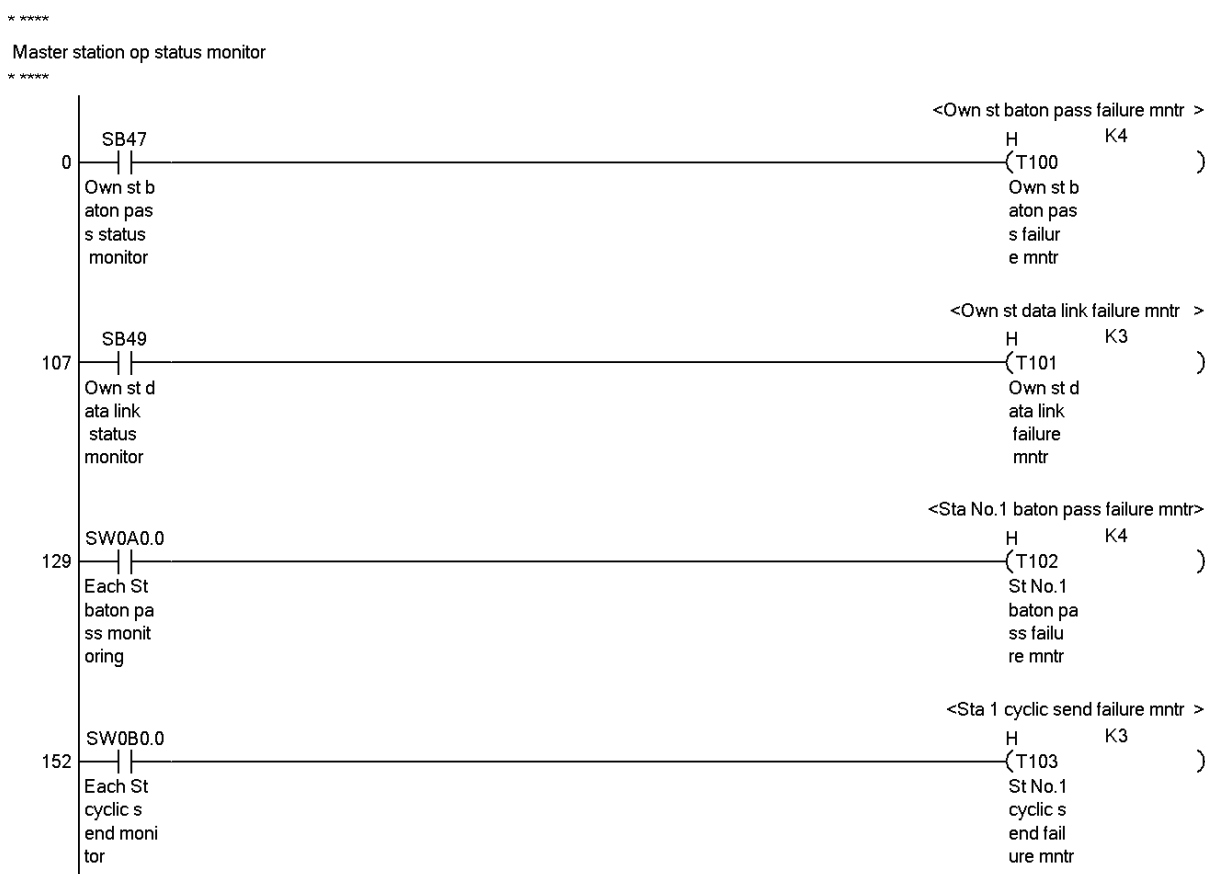 * ****
Master station op status monitor
* ****
<Own st baton pass failure mntr >
SB47 H K4
0 (T100 )
Own st b Own st b
aton pas aton pas
s status s failur
monitor e mntr
<Own st data link failure mntr >
SB49 H K3
107 (T101 )
Own st d Own st d
ata link ata link
status failure
monitor mntr
<Sta No.1 baton pass failure mntr>
SW0A0.0 H K4
129 (T102 )
Each St St No.1
baton pa baton pa
ss monit ss failu
oring re mntr
<Sta 1 cyclic send failure mntr >
SW0B0.0 H K3
152 (T103 )
Each St St No.1
cyclic s cyclic s
end moni end fail
tor ure mntr